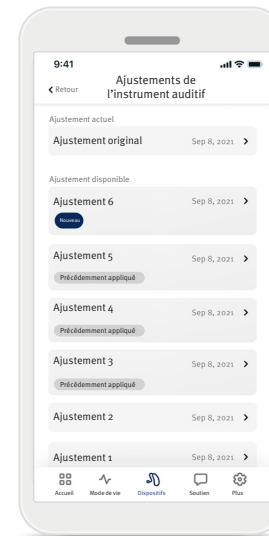 9:41
Retour
Ajustements de
l'instrument auditif
Ajustement actuel
Ajustement original Sep 8, 2021
Ajustement disponible
Ajustement 6 Sep 8, 2021
Nouveau
Ajustement 5 Sep 8, 2021
Précédemment appliqué
Ajustement 4 Sep 8, 2021
Précédemment appliqué
Ajustement 3 Sep 8, 2021
Précédemment appliqué
Ajustement 2 Sep 8, 2021
Ajustement 1 Sep 8, 2021
Accueil Mode de vie Dispositifs Soutien Plus